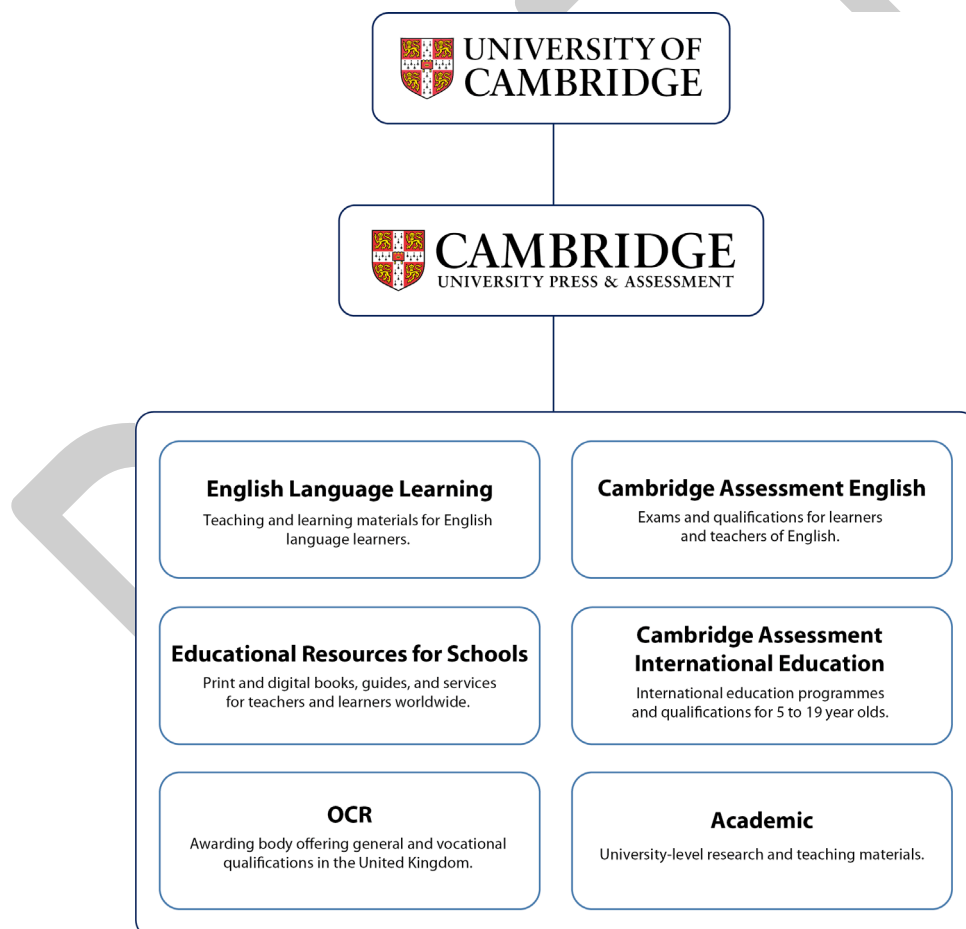 UNIVERSITY OF
CAMBRIDGE
CAMBRIDGE
UNIVERSITY PRESS & ASSESSMENT
English Language Learning
Teaching and learning materials for English
language learners.
Cambridge Assessment English
Exams and qualifications for learners
and teachers of English.
Educational Resources for Schools
Print and digital books, guides, and services
for teachers and learners worldwide.
Cambridge Assessment
International Education
International education programmes
and qualifications for 5 to 19 year olds.
OCR
Awarding body offering general and vocational
qualifications in the United Kingdom.
Academic
University-level research and teaching materials.